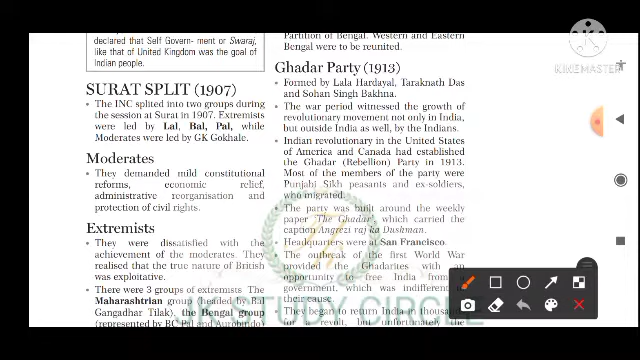 declared that Self Govern-ment or Swaraj,
like that of United Kingdom was the goal of
Indian people.
SURAT SPLIT (1907)
• The INC splited into two groups during
the session at Surat in 1907. Extremists
were led by Lal, Bal, Pal, while
Moderates were led by GK Gokhale.
Moderates
• They demanded mild constitutional
reforms, economic relief,
administrative reorganisation and
protection of civil rights.
Extremists
• They were dissatisfied with the
achievement of the moderates. They
realised that the true nature of British
was exploitative.
• There were 3 groups of extremists. The
Maharashtrian group (headed by Bal
Gangadhar Tilak), the Bengal group
(represented by BC Pal and Aurobindo
Partition of Bengal. Western and Eastern
Bengal were to be reunited.
Ghadar Party (1913)
• Formed by Lala Hardayal, Taraknath Das
and Sohan Singh Bakhna.
• The war period witnessed the growth of
revolutionary movement not only in India,
but outside India as well, by the Indians.
• Indian revolutionary in the United States
of America and Canada had established
the Ghadar (Rebellion) Party in 1913.
Most of the members of the party were
Punjabi Sikh peasants and ex-soldiers,
who migrated.
• The party was built around the weekly
paper 'The Ghadar', which carried the
caption Angrezi raj ka Dushman.
• Headquarters were at San Francisco.
• The outbreak of the first World War
provided the Ghadarites with an
opportunity to free India from a
government, which was indifferent
their cause.
• They began to return India in thousan
for revolt, but unfortunately the
JK STUDY CIRCLE
KINEMASTER